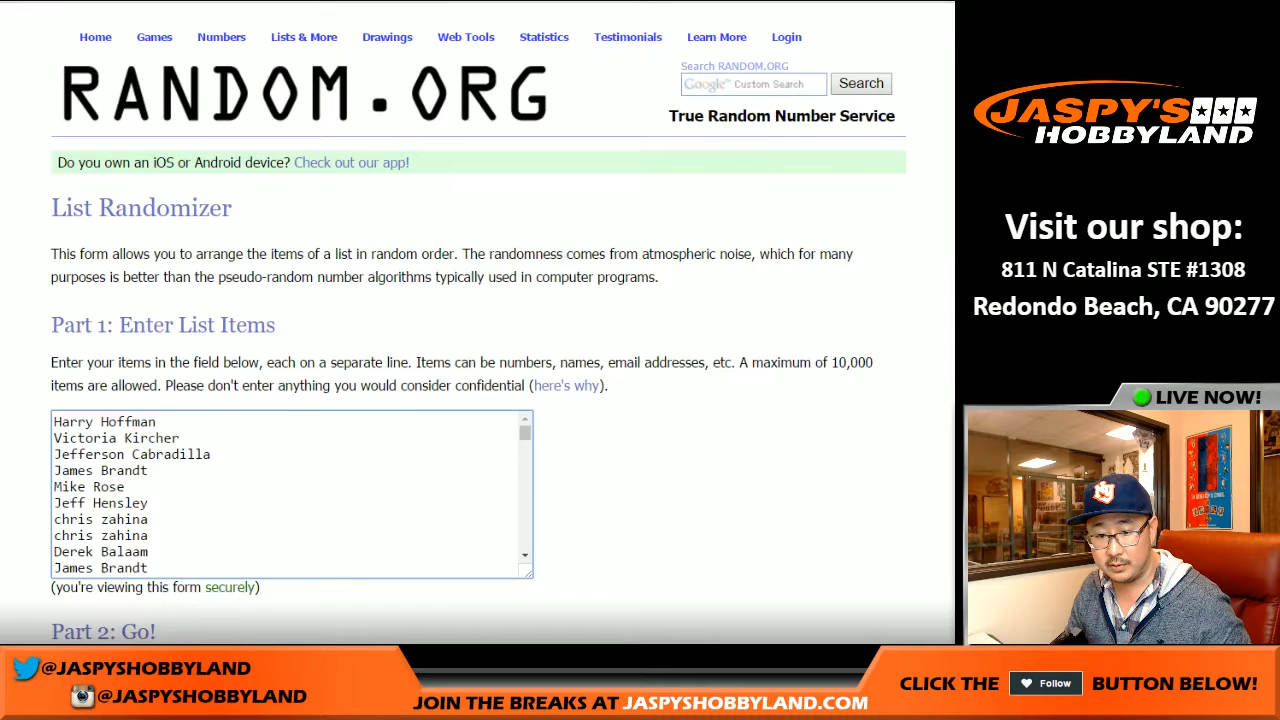 Home Games Numbers Lists & More Drawings Web Tools Statistics Testimonials Learn More Login
RANDOM.ORG
Search RANDOM.ORG
Google™ Custom Search
Search
True Random Number Service
Do you own an iOS or Android device? Check out our app!
List Randomizer
This form allows you to arrange the items of a list in random order. The randomness comes from atmospheric noise, which for many
purposes is better than the pseudo-random number algorithms typically used in computer programs.
Part 1: Enter List Items
Enter your items in the field below, each on a separate line. Items can be numbers, names, email addresses, etc. A maximum of 10,000
items are allowed. Please don't enter anything you would consider confidential (here's why).
Harry Hoffman
Victoria Kircher
Jefferson Cabradilla
James Brandt
Mike Rose
Jeff Hensley
chris zahina
chris zahina
Derek Balaam
James Brandt
(you're viewing this form securely)
Part 2: Go!
JASPY'S
HOBBYLAND
Visit our shop:
811 N Catalina STE #1308
Redondo Beach, CA 90277
LIVE NOW!
NY
@JASPYSHOBBYLAND
@JASPYSHOBBYLAND
JOIN THE BREAKS AT JASPYSHOBBYLAND.COM
CLICK THE Follow BUTTON BELOW!